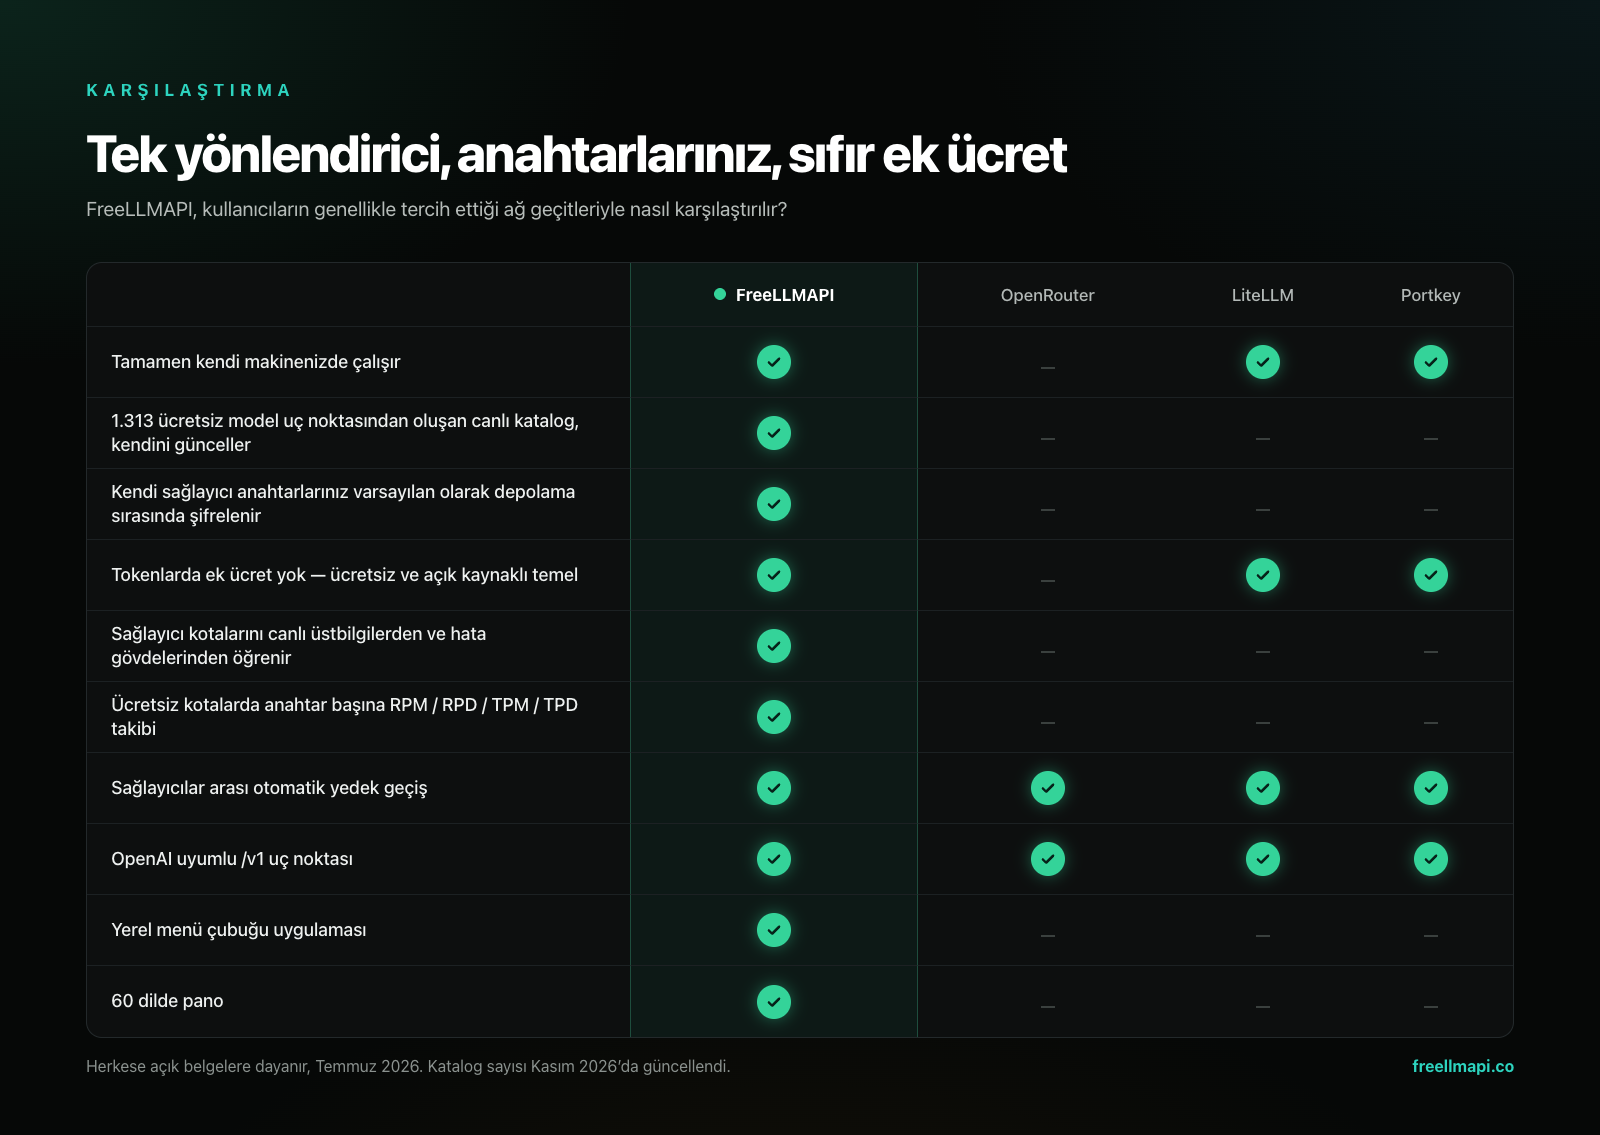 KARŞILAŞTIRMA
Tek yönlendirici, anahtarlarınız, sıfır ek ücret
FreeLLMAPI, kullanıcıların genellikle tercih ettiği ağ geçitleriyle nasıl karşılaştırılır?
FreeLLMAPI OpenRouter LiteLLM Portkey
Tamamen kendi makinenizde çalışır —
1.313 ücretsiz model uç noktasından oluşan canlı katalog,
kendini günceller — — —
Kendi sağlayıcı anahtarlarınız varsayılan olarak depolama
sırasında şifrelenir — — —
Tokenlarda ek ücret yok — ücretsiz ve açık kaynaklı temel —
Sağlayıcı kotalarını canlı üstbilgilerden ve hata
gövdelerinden öğrenir — — —
Ücretsiz kotalarda anahtar başına RPM / RPD / TPM / TPD
takibi — — —
Sağlayıcılar arası otomatik yedek geçiş
OpenAI uyumlu /v1 uç noktası
Yerel menü çubuğu uygulaması — — —
60 dilde pano — — —
Herkese açık belgelere dayanır, Temmuz 2026. Katalog sayısı Kasım 2026’da güncellendi.
freellmapi.co